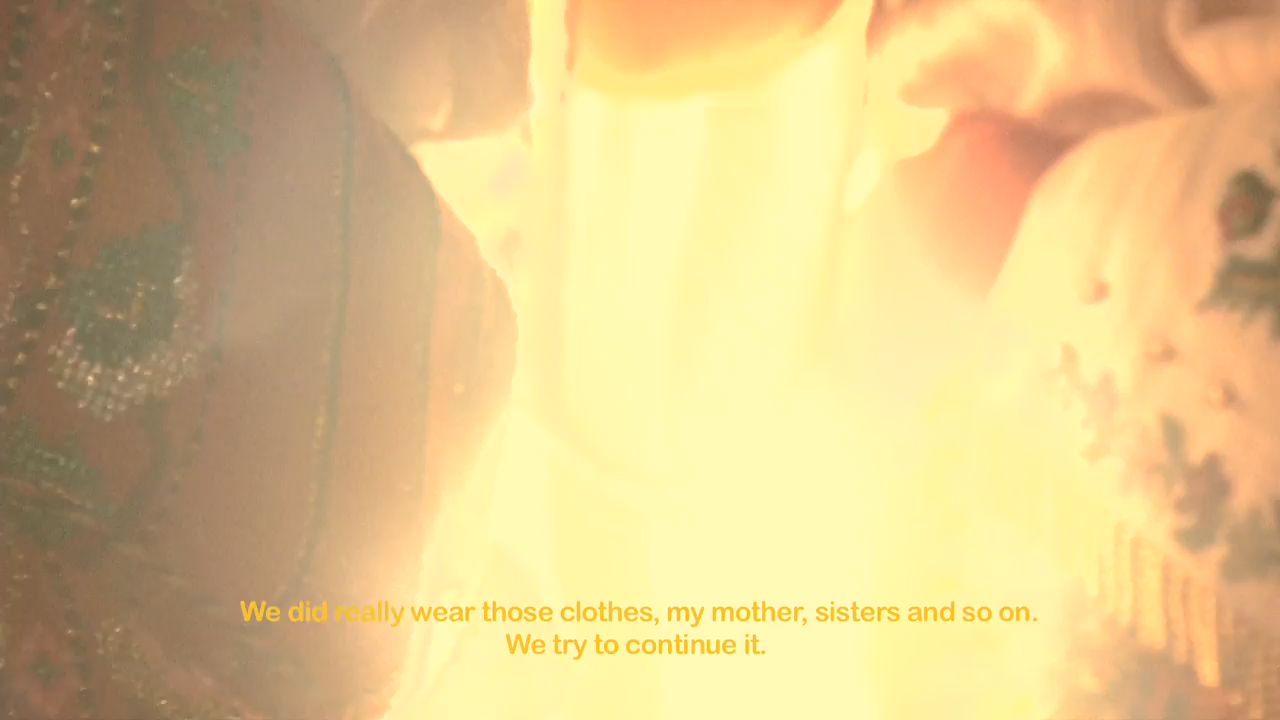 We did really wear those clothes, my mother, sisters and so on.
We try to continue it.